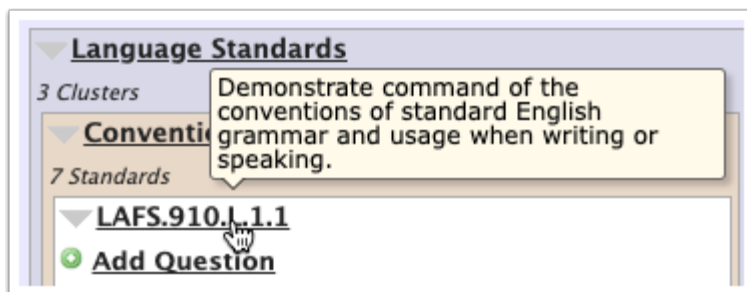 Language Standards
3 Clusters
Demonstrate command of the
conventions of standard English
grammar and usage when writing or
speaking.
7 Standards
LAFS.910.L.1.1
Add Question